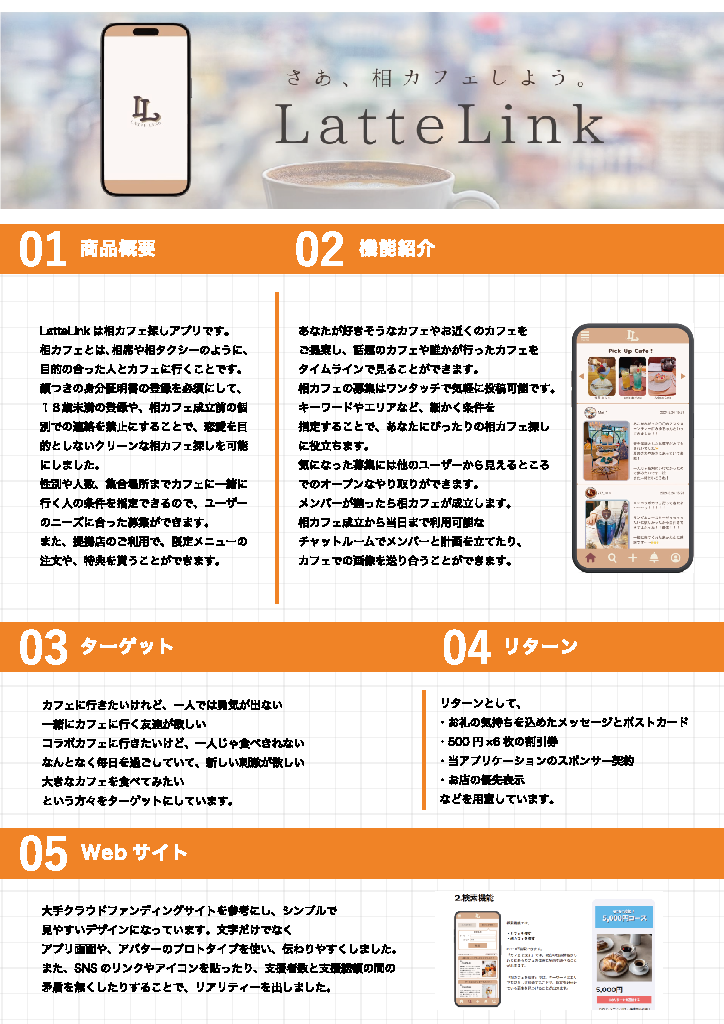 さあ、相カフェしよう。
LatteLink
01 商品概要
LatteLinkは相カフェ探しアプリです。
相カフェとは、相席や相タクシーのように、
目的の合った人とカフェに行くことです。
顔つきの身分証明書の登録を必須にして、
18歳未満の登録や、相カフェ成立前の個
別での連絡を禁止にすることで、恋愛を目
的としないクリーンな相カフェ探しを可能
にしました。
性別や人数、集合場所までカフェに一緒に
行く人の条件を指定できるので、ユーザー
のニーズに合った募集ができます。
また、提携店のご利用で、限定メニューの
注文や、特典を貰うことができます。
02 機能紹介
あなたが好きそうなカフェやお近くのカフェを
ご提案し、話題のカフェや誰かが行ったカフェを
タイムラインで見ることができます。
相カフェの募集はワンタッチで気軽に投稿可能です。
キーワードやエリアなど、細かく条件を
指定することで、あなたにぴったりの相カフェ探し
に役立ちます。
気になった募集には他のユーザーから見えるところ
でのオープンなやり取りができます。
メンバーが揃ったら相カフェが成立します。
相カフェ成立から当日まで利用可能な
チャットルームでメンバーと計画を立てたり、
カフェでの画像を送り合うことができます。
Pick Up Cafe!
03 ターゲット
カフェに行きたいけれど、一人では勇気が出ない
一緒にカフェに行く友達が欲しい
コラボカフェに行きたいけど、一人じゃ食べきれない
なんとなく毎日を過ごしていて、新しい刺激が欲しい
大きなカフェを食べてみたい
という方々をターゲットにしています。
04 リターン
リターンとして、
・お礼の気持ちを込めたメッセージとポストカード
・500円×6枚の割引券
・当アプリケーションのスポンサー契約
・お店の優先表示
などを用意しています。
05 Webサイト
大手クラウドファンディングサイトを参考にし、シンプルで
見やすいデザインになっています。文字だけでなく
アプリ画面や、アバターのプロトタイプを使い、伝わりやすくしました。
また、SNSのリンクやアイコンを貼ったり、支援者数と支援総額の間の
矛盾を無くしたりすることで、リアリティーを出しました。
2.検索機能
5,000円コース
5,000円